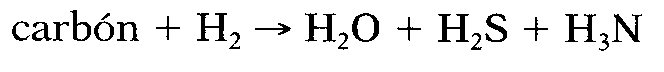 carbón + H₂ → H₂O + H₂S + H₃N